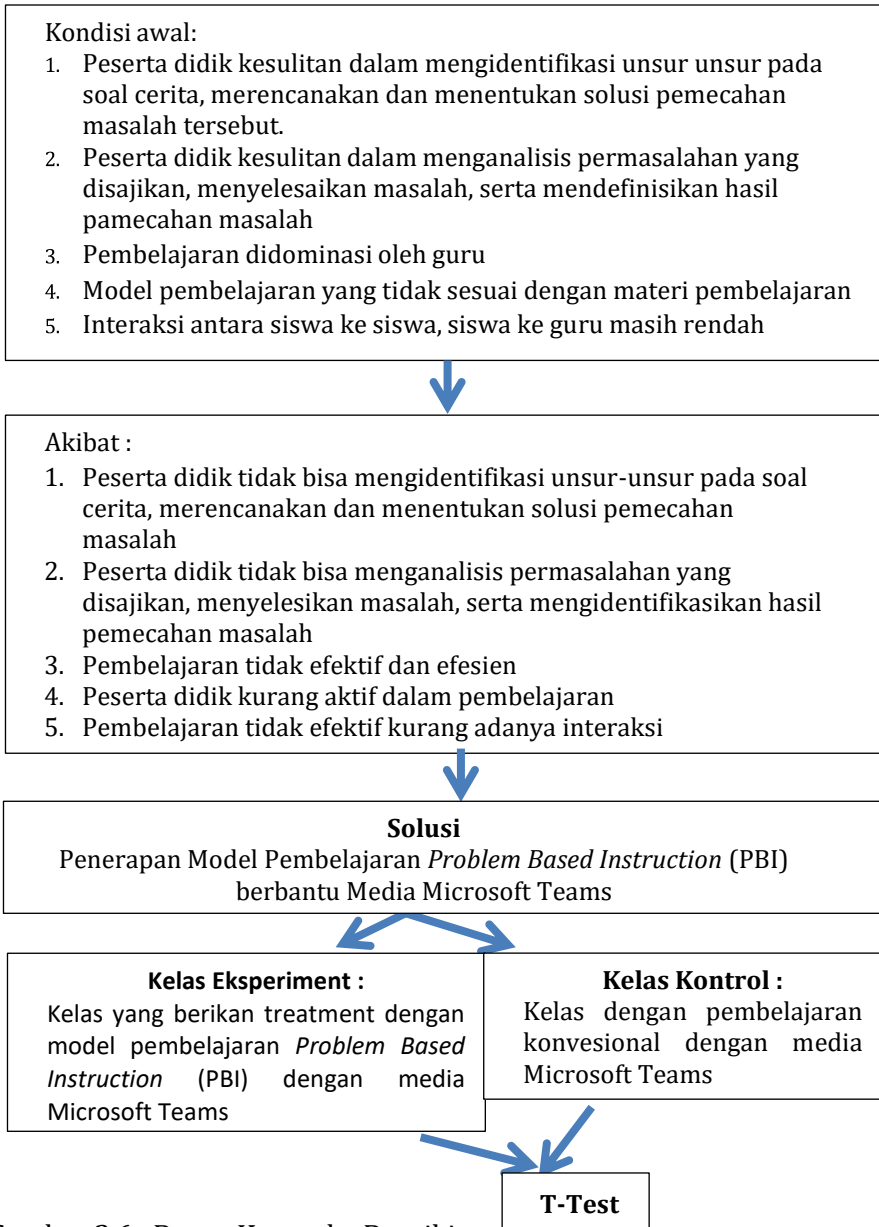 Kondisi awal:
1. Peserta didik kesulitan dalam mengidentifikasi unsur unsur pada
soal cerita, merencanakan dan menentukan solusi pemecahan
masalah tersebut.
2. Peserta didik kesulitan dalam menganalisis permasalahan yang
disajikan, menyelesaikan masalah, serta mendefinisikan hasil
pamecahan masalah
3. Pembelajaran didominasi oleh guru
4. Model pembelajaran yang tidak sesuai dengan materi pembelajaran
5. Interaksi antara siswa ke siswa, siswa ke guru masih rendah
Akibat :
1. Peserta didik tidak bisa mengidentifikasi unsur-unsur pada soal
cerita, merencanakan dan menentukan solusi pemecahan
masalah
2. Peserta didik tidak bisa menganalisis permasalahan yang
disajikan, menyelesikan masalah, serta mengidentifikasikan hasil
pemecahan masalah
3. Pembelajaran tidak efektif dan efesien
4. Peserta didik kurang aktif dalam pembelajaran
5. Pembelajaran tidak efektif kurang adanya interaksi
Solusi
Penerapan Model Pembelajaran Problem Based Instruction (PBI)
berbantu Media Microsoft Teams
Kelas Eksperiment :
Kelas yang berikan treatment dengan
model pembelajaran Problem Based
Instruction (PBI) dengan media
Microsoft Teams
Kelas Kontrol :
Kelas dengan pembelajaran
konvesional dengan media
Microsoft Teams
T-Test